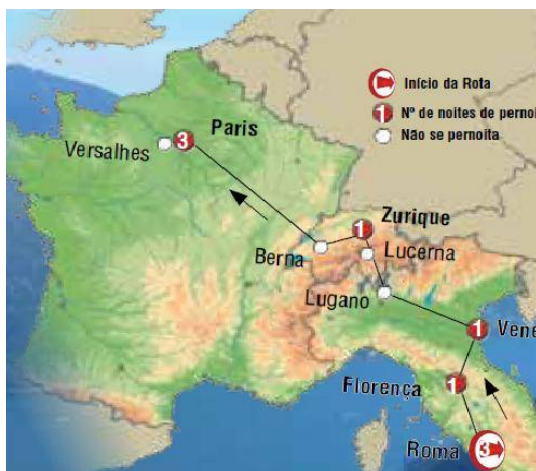 Início da Rota
1 Nº de noites de pernoi
Não se pernoita
Paris
3
Versalhes
Zurique
1
Berna
Lucerna
Lugano
Vene
1
Florença
1
Roma
3